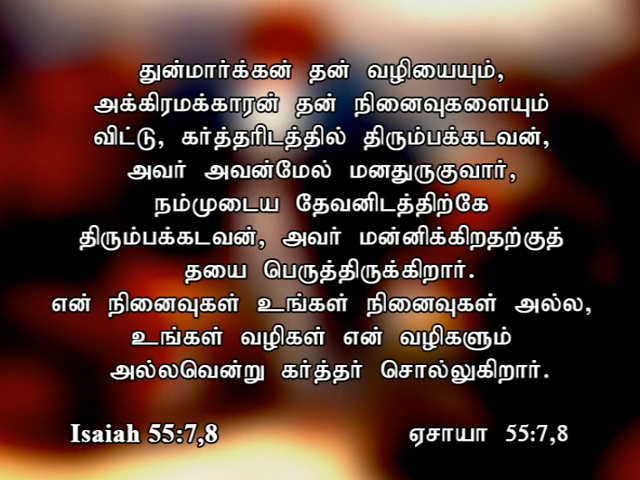 துன்மார்க்கன் தன் வழியையும்,
அக்கிரமக்காரன் தன் நினைவுகளையும்
விட்டு, கர்த்தரிடத்தில் திரும்பக்கடவன்,
அவர் அவன்மேல் மனதுருகுவார்,
நம்முடைய தேவனிடத்திற்கே
திரும்பக்கடவன், அவர் மன்னிக்கிறதற்குத்
தயை பெருத்திருக்கிறார்.
என் நினைவுகள் உங்கள் நினைவுகள் அல்ல,
உங்கள் வழிகள் என் வழிகளும்
அல்லவென்று கர்த்தர் சொல்லுகிறார்.
Isaiah 55:7,8 ஏசாயா 55:7,8